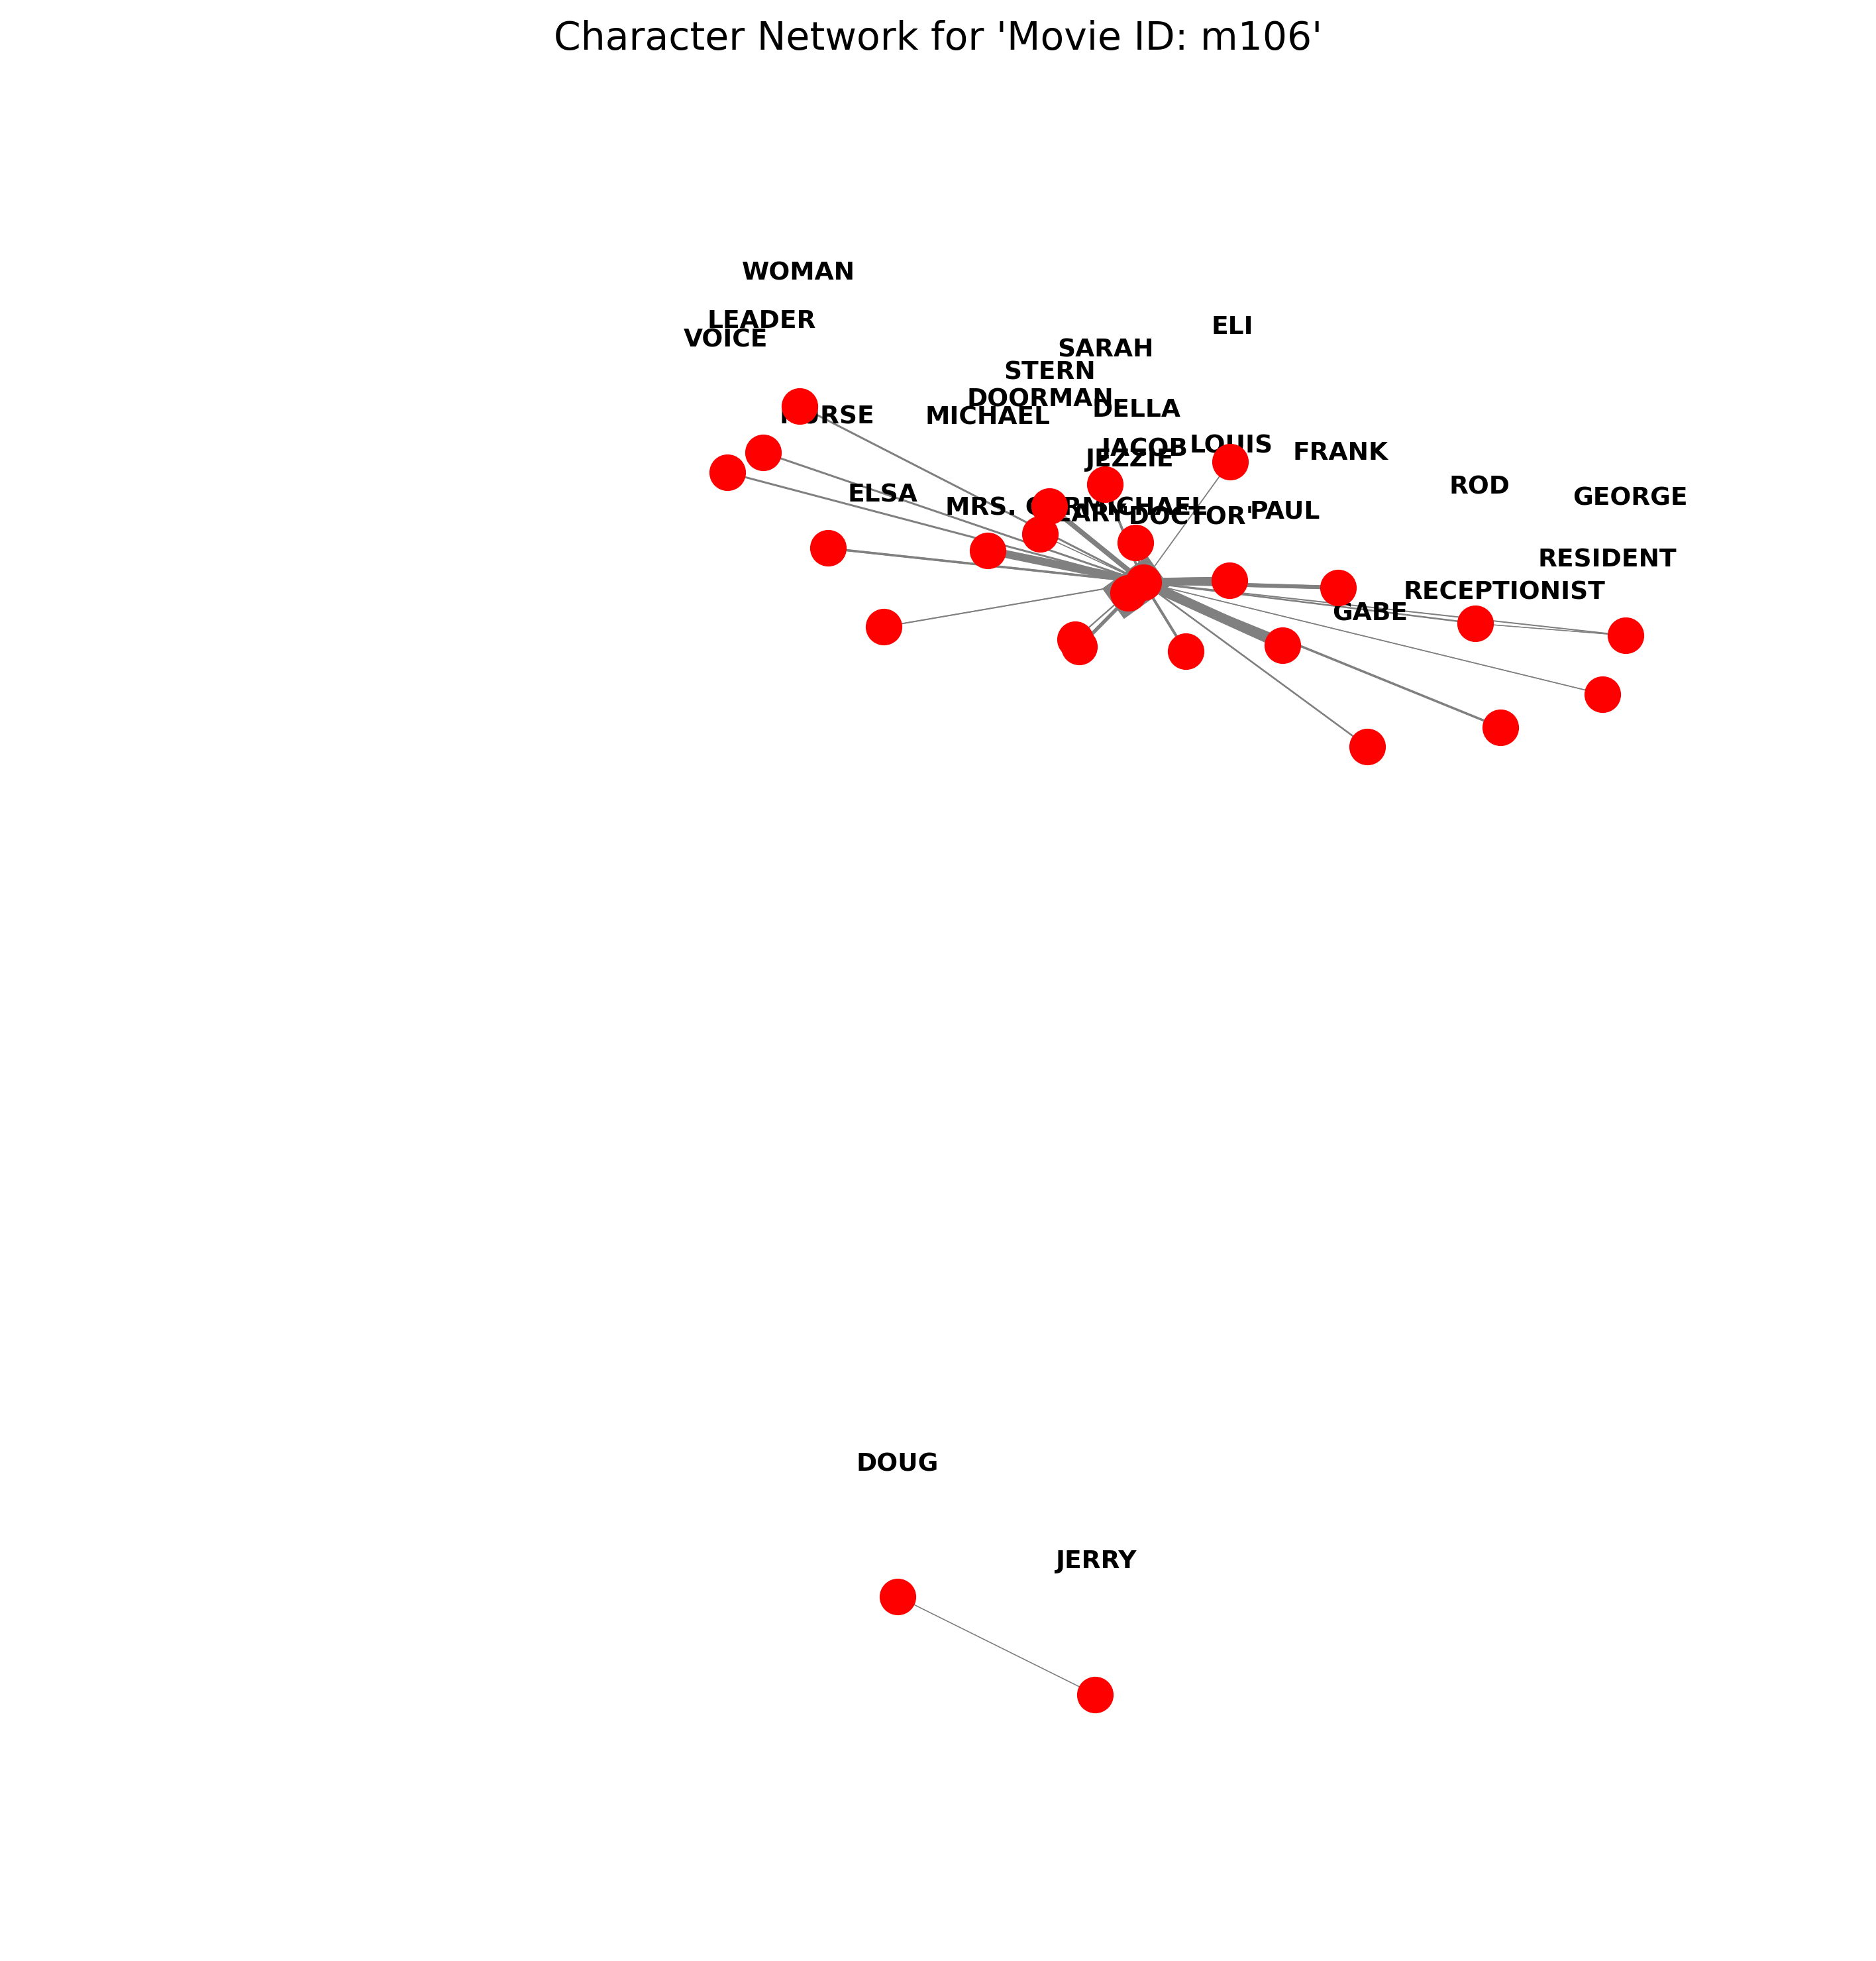 Character Network for 'Movie ID: m106'
WOMAN
LEADER
ELI
VOICE
SARAH
STERN
DOORMAN
DELLA
MICHAEL
JACOB
LOUIS
FRANK
JEZZIE
ROD
ELSA
GEORGE
PAUL
DOCTOR'
RESIDENT
RECEPTIONIST
GABE
DOUG
JERRY